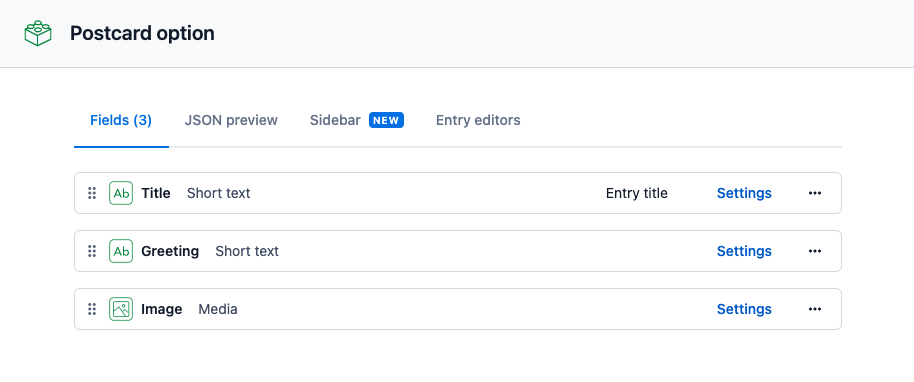 Postcard option
Fields (3) JSON preview Sidebar NEW Entry editors
Ab Title Short text Entry title Settings
Ab Greeting Short text Settings
Image Media Settings